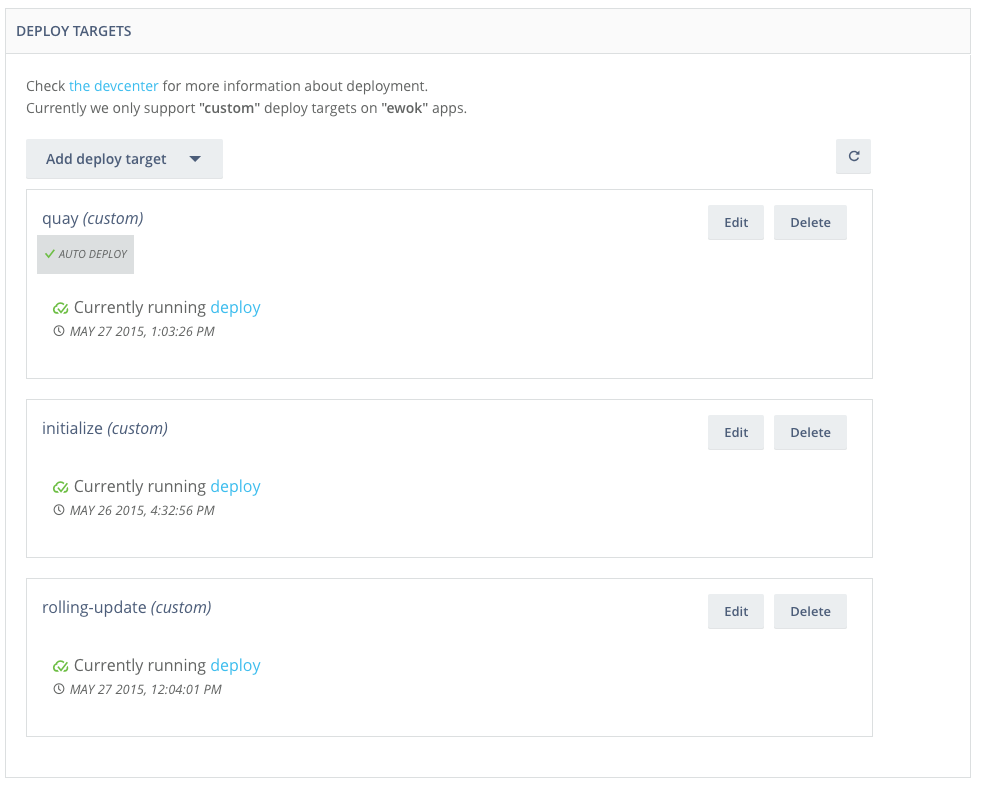 DEPLOY TARGETS
Check the devcenter for more information about deployment.
Currently we only support "custom" deploy targets on "ewok" apps.
Add deploy target
quay (custom)
Edit
Delete
AUTO DEPLOY
Currently running deploy
MAY 27 2015, 1:03:26 PM
initialize (custom)
Edit
Delete
Currently running deploy
MAY 26 2015, 4:32:56 PM
rolling-update (custom)
Edit
Delete
Currently running deploy
MAY 27 2015, 12:04:01 PM